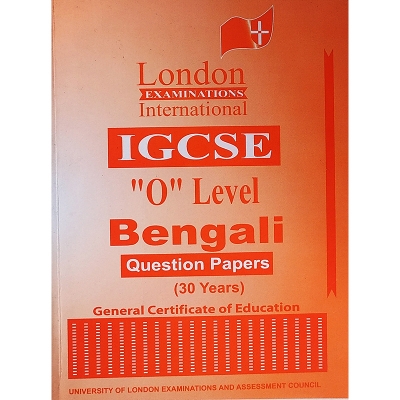 London
EXAMINATIONS
International
IGCSE
"O" Level
Bengali
Question Papers
(30 Years)
General Certificate of Education
UNIVERSITY OF LONDON EXAMINATIONS AND ASSESSMENT COUNCIL